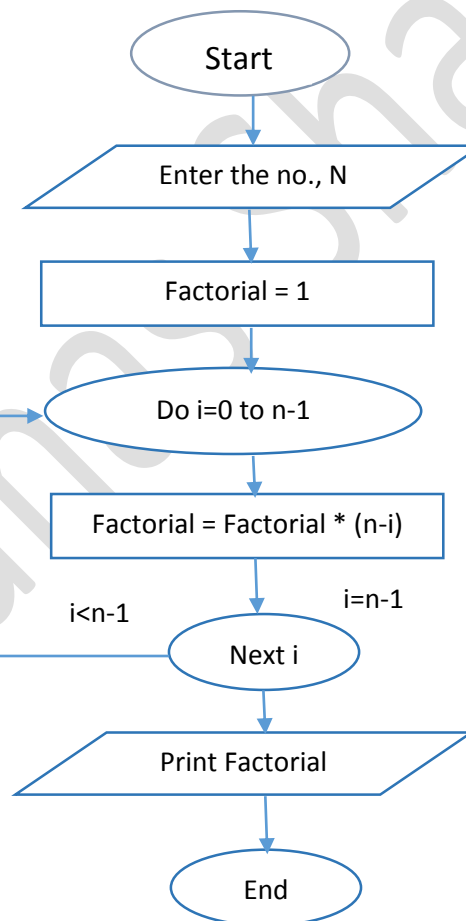 Start
Enter the no., N
Factorial = 1
Do i=0 to n-1
Factorial = Factorial * (n-i)
i<n-1
i=n-1
Next i
Print Factorial
End